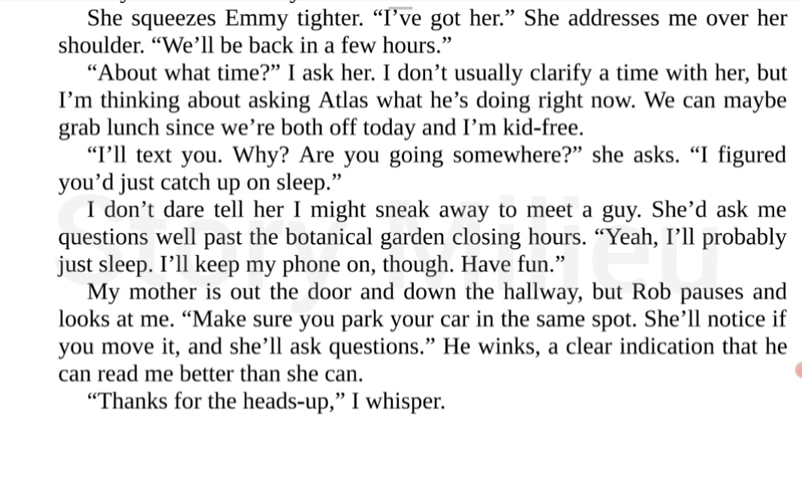 She squeezes Emmy tighter. “I’ve got her.” She addresses me over her
shoulder. “We’ll be back in a few hours.”
“About what time?” I ask her. I don’t usually clarify a time with her, but
I’m thinking about asking Atlas what he’s doing right now. We can maybe
grab lunch since we’re both off today and I’m kid-free.
“I’ll text you. Why? Are you going somewhere?” she asks. “I figured
you’d just catch up on sleep.”
I don’t dare tell her I might sneak away to meet a guy. She’d ask me
questions well past the botanical garden closing hours. “Yeah, I’ll probably
just sleep. I’ll keep my phone on, though. Have fun.”
My mother is out the door and down the hallway, but Rob pauses and
looks at me. “Make sure you park your car in the same spot. She’ll notice if
you move it, and she’ll ask questions.” He winks, a clear indication that he
can read me better than she can.
“Thanks for the heads-up,” I whisper.
Story Milieu